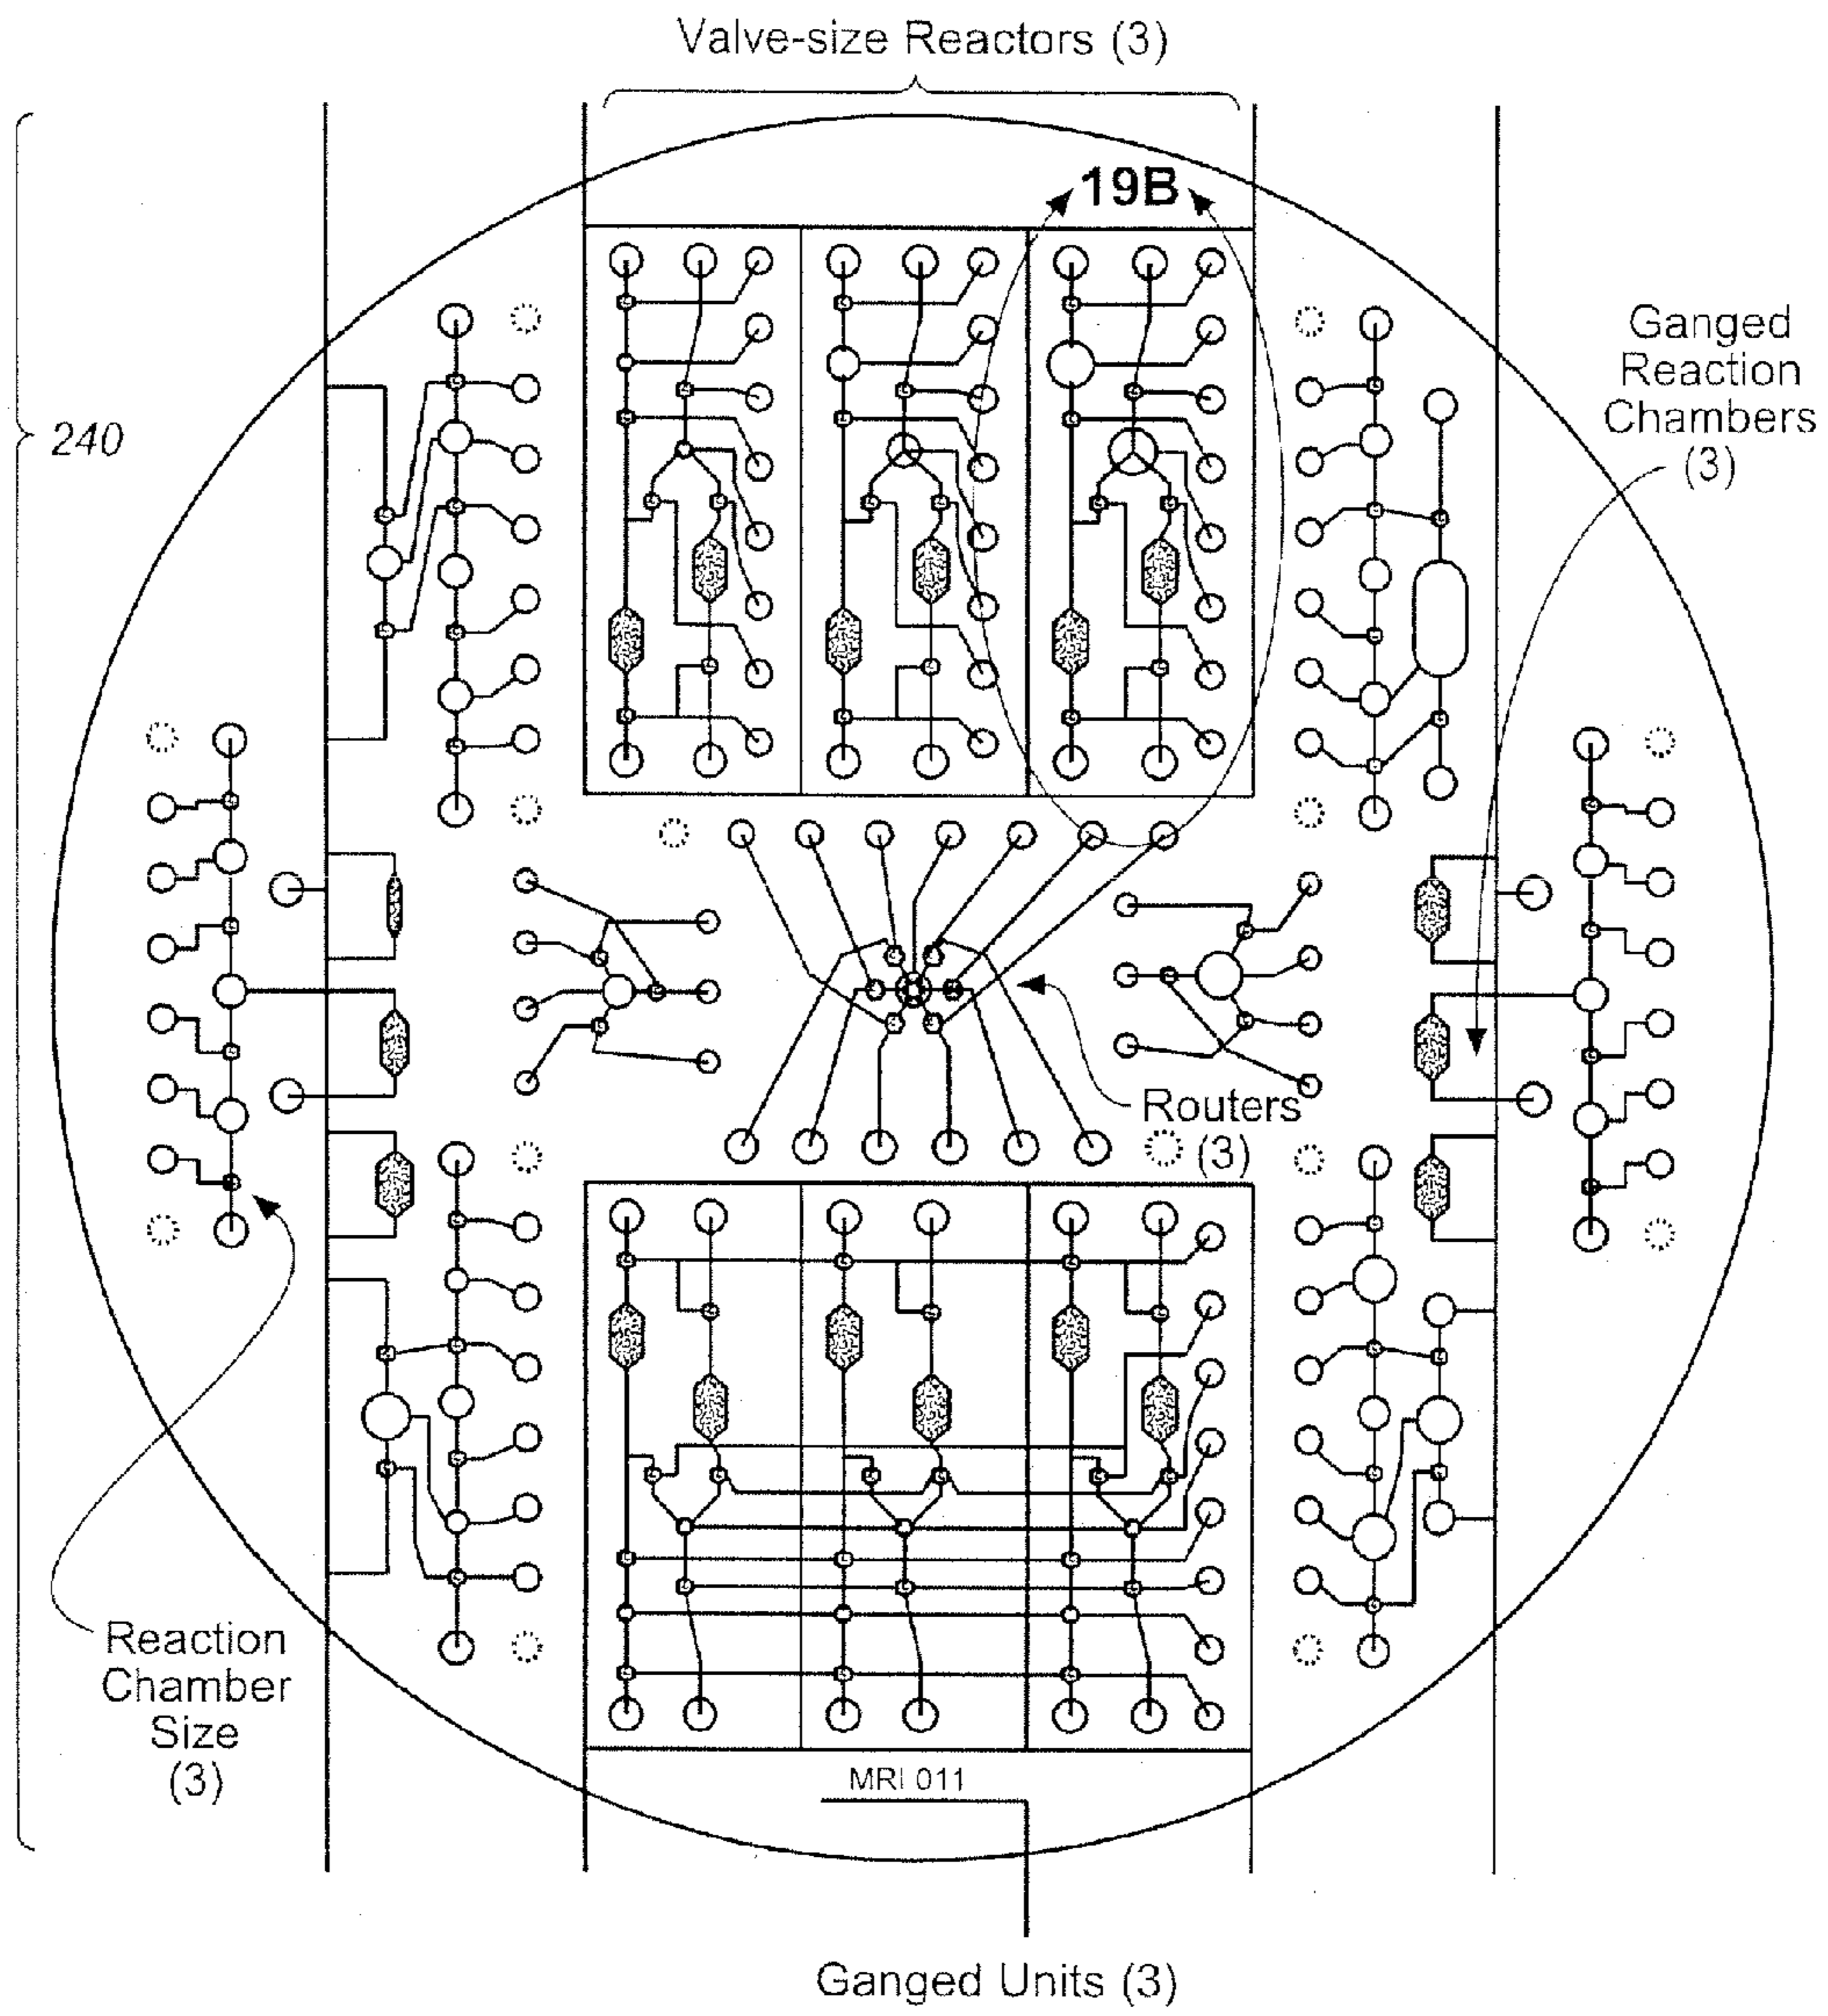 Valve-size Reactors (3)
19B
240
Ganged
Reaction
Chambers
(3)
Routers
(3)
Reaction
Chamber
Size
(3)
MRI 011
Ganged Units (3)